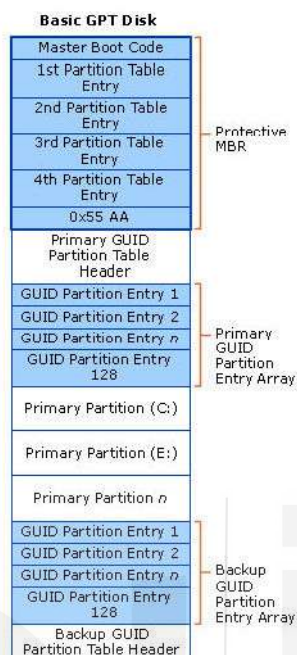 Basic GPT Disk
Master Boot Code
1st Partition Table
Entry
2nd Partition Table
Entry
3rd Partition Table
Entry
4th Partition Table
Entry
0x55 AA
Protective
MBR
Primary GUID
Partition Table
Header
GUID Partition Entry 1
GUID Partition Entry 2
GUID Partition Entry n
GUID Partition Entry
128
Primary
GUID
Partition
Entry Array
Primary Partition (C:)
Primary Partition (E:)
Primary Partition n
GUID Partition Entry 1
GUID Partition Entry 2
GUID Partition Entry n
GUID Partition Entry
128
Backup
GUID
Partition
Entry Array
Backup GUID
Partition Table Header